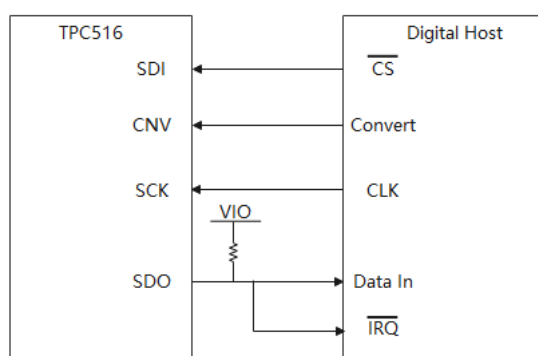 TPC516 Digital Host
SDI CS
CNV Convert
SCK CLK
VIO
SDO Data In
IRQ